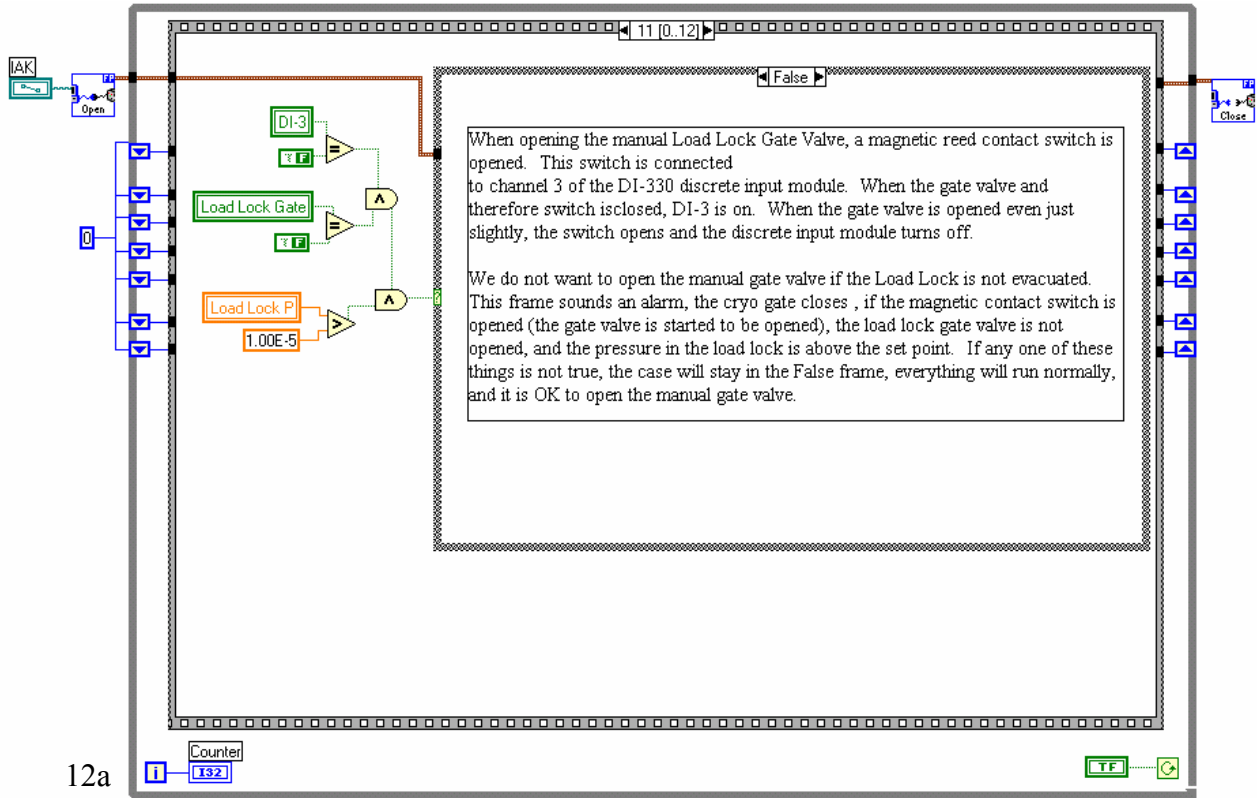 11 [0..12]
IAK
FP
Open
False
FP
Close
DI-3
=
F
Load Lock Gate
=
F
0
Load Lock P
>
1.00E-5
?
When opening the manual Load Lock Gate Valve, a magnetic reed contact switch is
opened. This switch is connected
to channel 3 of the DI-330 discrete input module. When the gate valve and
therefore switch isclosed, DI-3 is on. When the gate valve is opened even just
slightly, the switch opens and the discrete input module turns off.
We do not want to open the manual gate valve if the Load Lock is not evacuated.
This frame sounds an alarm, the cryo gate closes , if the magnetic contact switch is
opened (the gate valve is started to be opened), the load lock gate valve is not
opened, and the pressure in the load lock is above the set point. If any one of these
things is not true, the case will stay in the False frame, everything will run normally,
and it is OK to open the manual gate valve.
12a
i
Counter
I32
TF